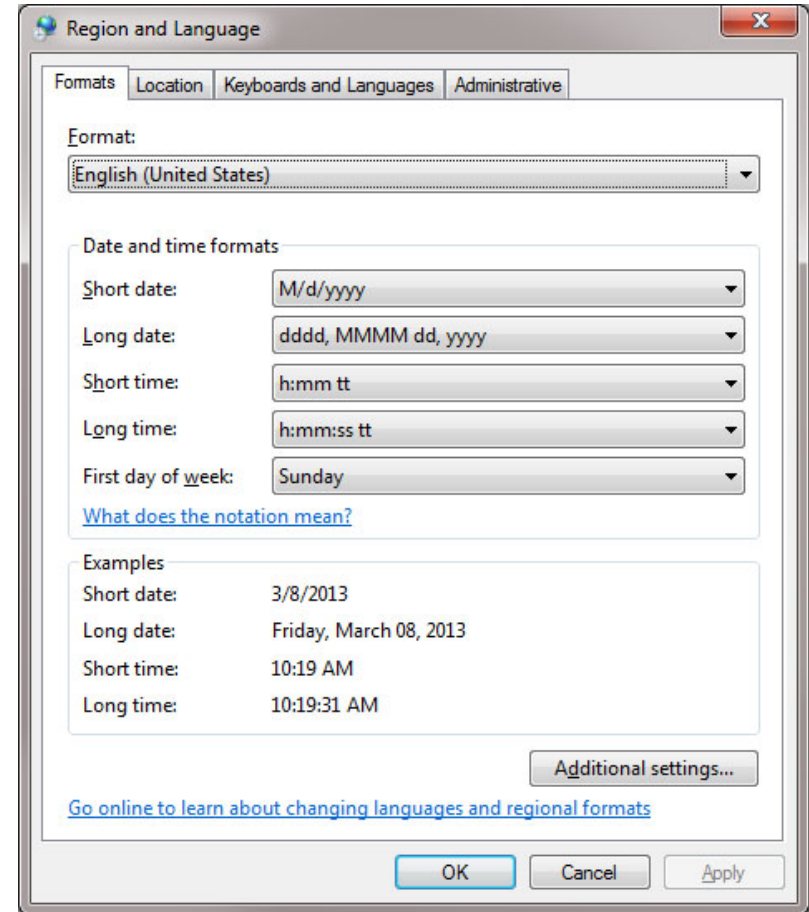 Region and Language
Formats Location Keyboards and Languages Administrative
Format:
English (United States)
Date and time formats
Short date: M/d/yyyy
Long date: dddd, MMMM dd, yyyy
Short time: h:mm tt
Long time: h:mm:ss tt
First day of week: Sunday
What does the notation mean?
Examples
Short date: 3/8/2013
Long date: Friday, March 08, 2013
Short time: 10:19 AM
Long time: 10:19:31 AM
Additional settings...
Go online to learn about changing languages and regional formats
OK Cancel Apply